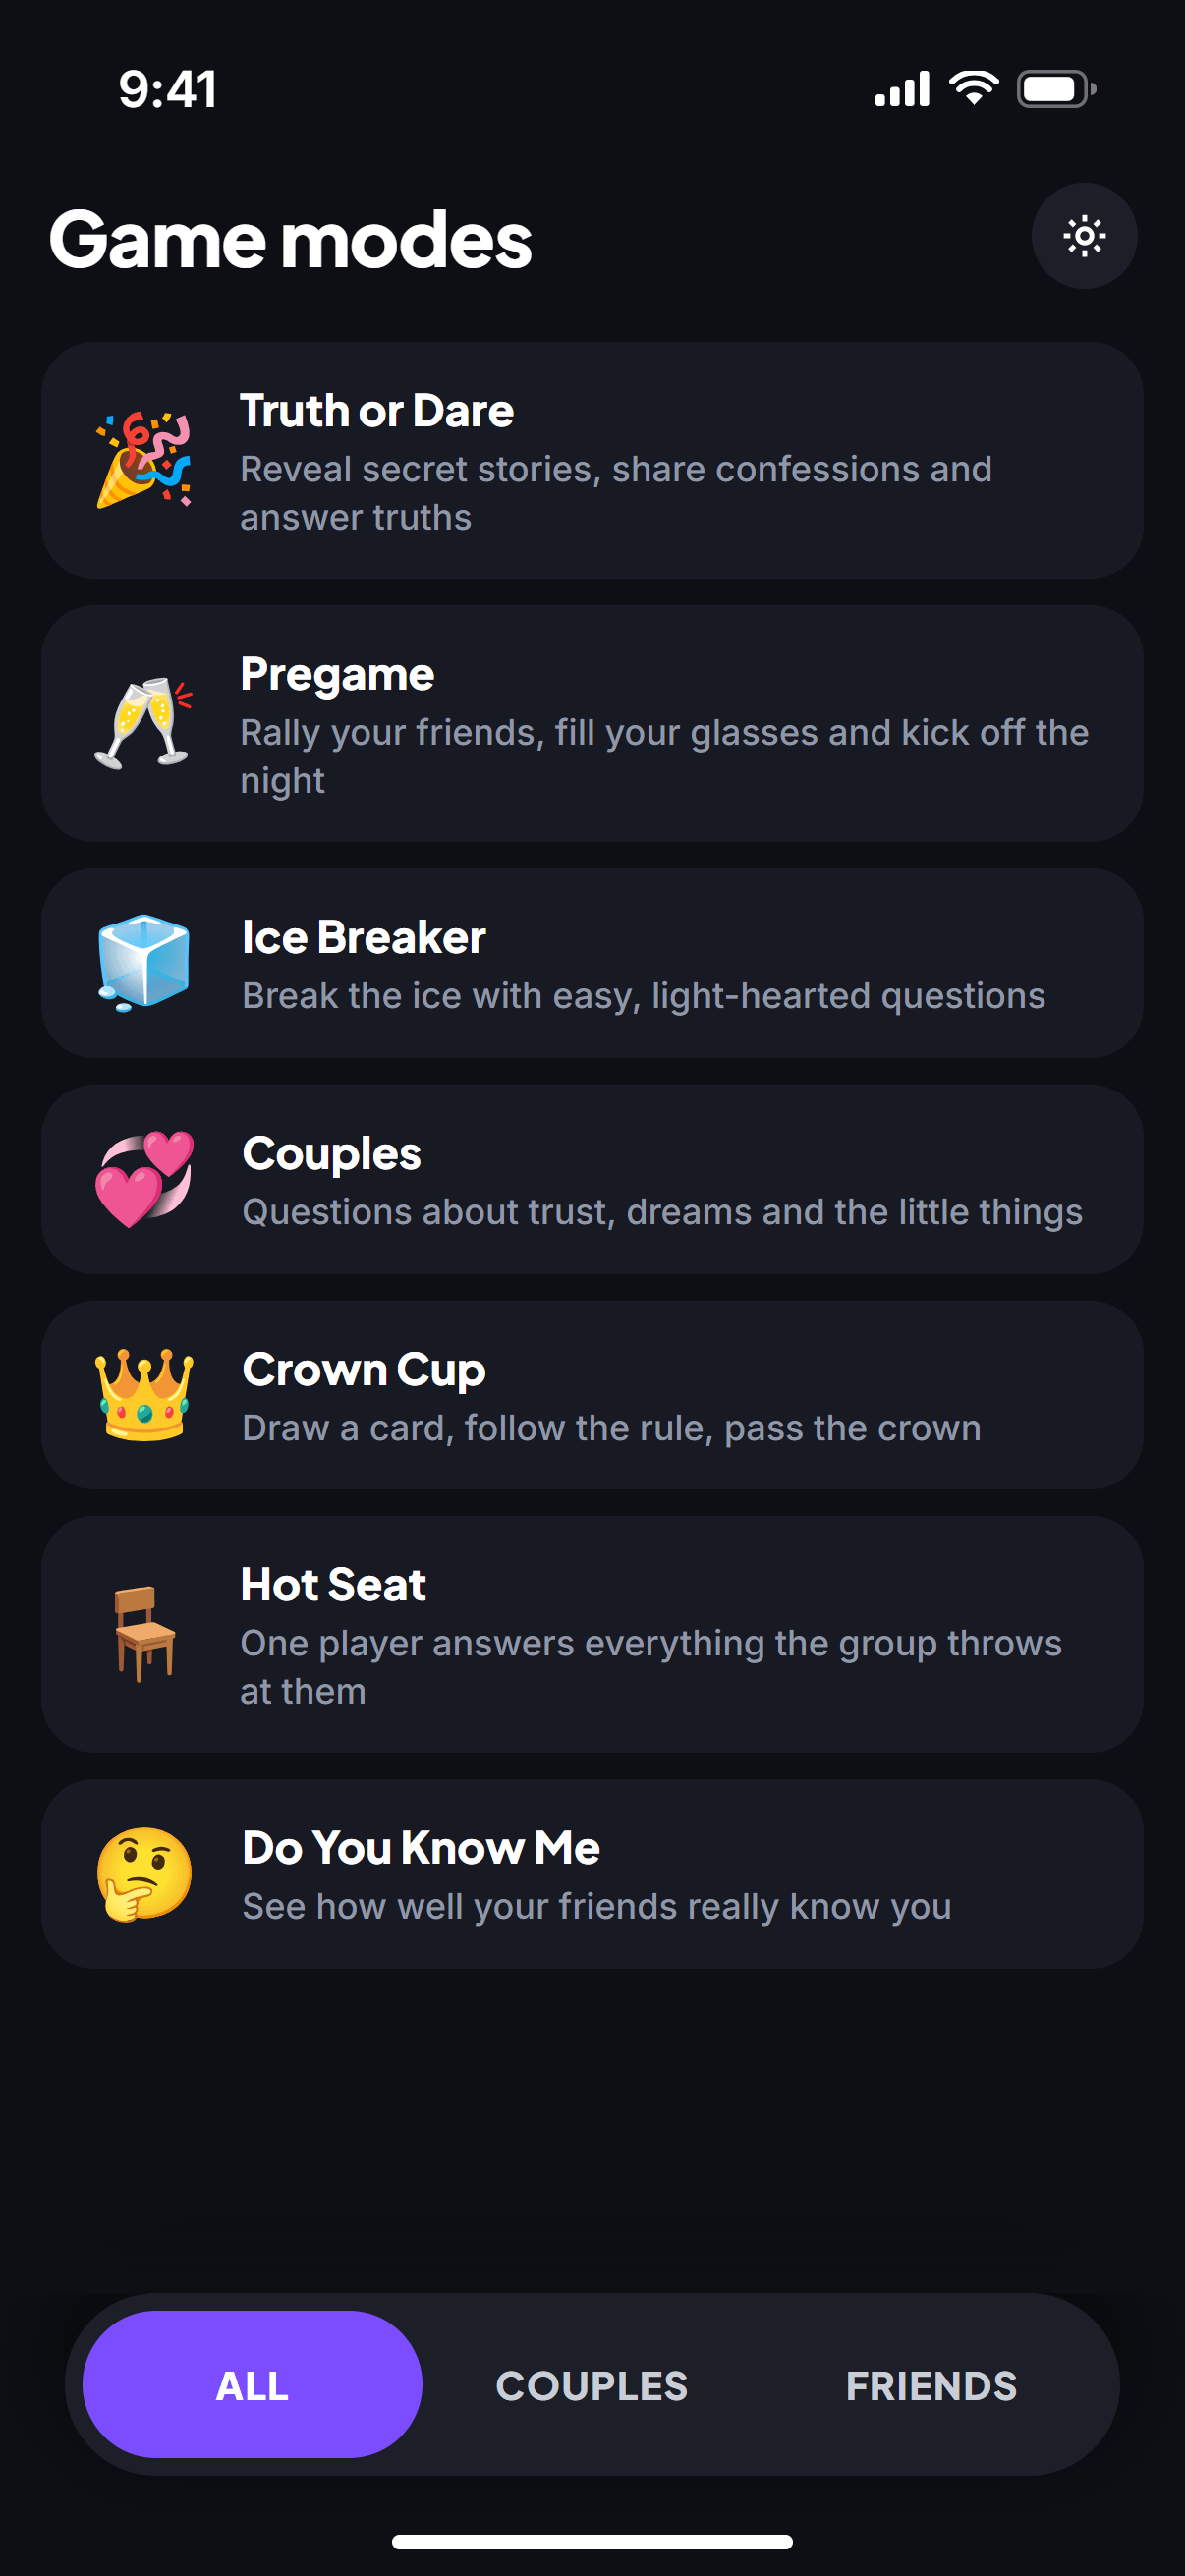 9:41
Game modes
Truth or Dare
Reveal secret stories, share confessions and
answer truths
Pregame
Rally your friends, fill your glasses and kick off the
night
Ice Breaker
Break the ice with easy, light-hearted questions
Couples
Questions about trust, dreams and the little things
Crown Cup
Draw a card, follow the rule, pass the crown
Hot Seat
One player answers everything the group throws
at them
Do You Know Me
See how well your friends really know you
ALL COUPLES FRIENDS